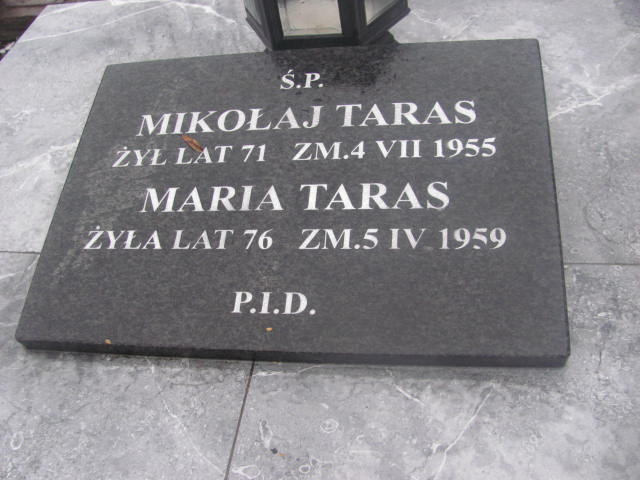 Ś.P.
MIKOŁAJ TARAS
ŻYŁ LAT 71 ZM.4 VII 1955
MARIA TARAS
ŻYŁA LAT 76 ZM.5 IV 1959
P.I.D.